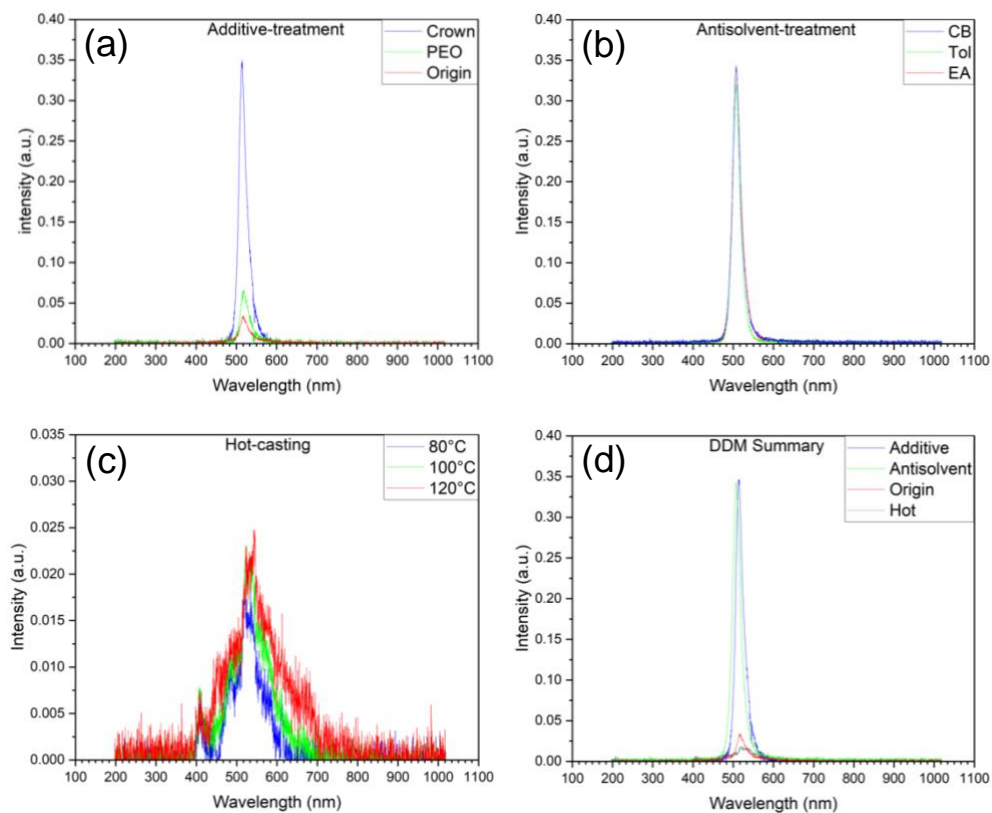 (a)
Additive-treatment
Crown
PEO
Origin
0.40
0.35
0.30
0.25
0.20
0.15
0.10
0.05
0.00
intensity (a.u.)
100 200 300 400 500 600 700 800 900 1000 1100
Wavelength (nm)
(b)
Antisolvent-treatment
CB
Tol
EA
0.40
0.35
0.30
0.25
0.20
0.15
0.10
0.05
0.00
Intensity (a.u.)
100 200 300 400 500 600 700 800 900 1000 1100
Wavelength (nm)
(c)
Hot-casting
80°C
100°C
120°C
0.035
0.030
0.025
0.020
0.015
0.010
0.005
0.000
Intensity (a.u.)
100 200 300 400 500 600 700 800 900 1000 1100
Wavelength (nm)
(d)
DDM Summary
Additive
Antisolvent
Origin
Hot
0.40
0.35
0.30
0.25
0.20
0.15
0.10
0.05
0.00
Intensity (a.u.)
100 200 300 400 500 600 700 800 900 1000 1100
Wavelength (nm)